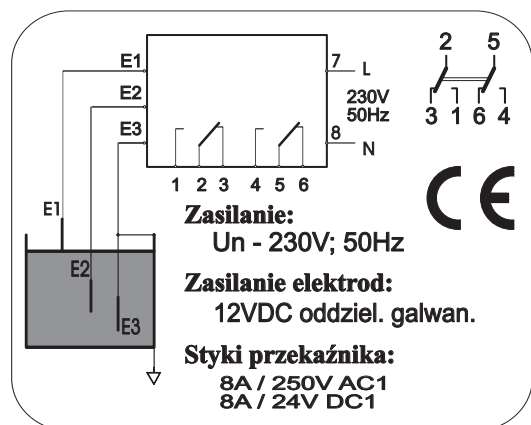 E1
E2
E3
7
L
230V
50Hz
8
N
1 2 3 4 5 6
2 5
3 1 6 4
CE
E1
E2
E3
Zasilanie:
Un - 230V; 50Hz
Zasilanie elektrod:
12VDC oddziel. galwan.
Styki przekaźnika:
8A / 250V AC1
8A / 24V DC1